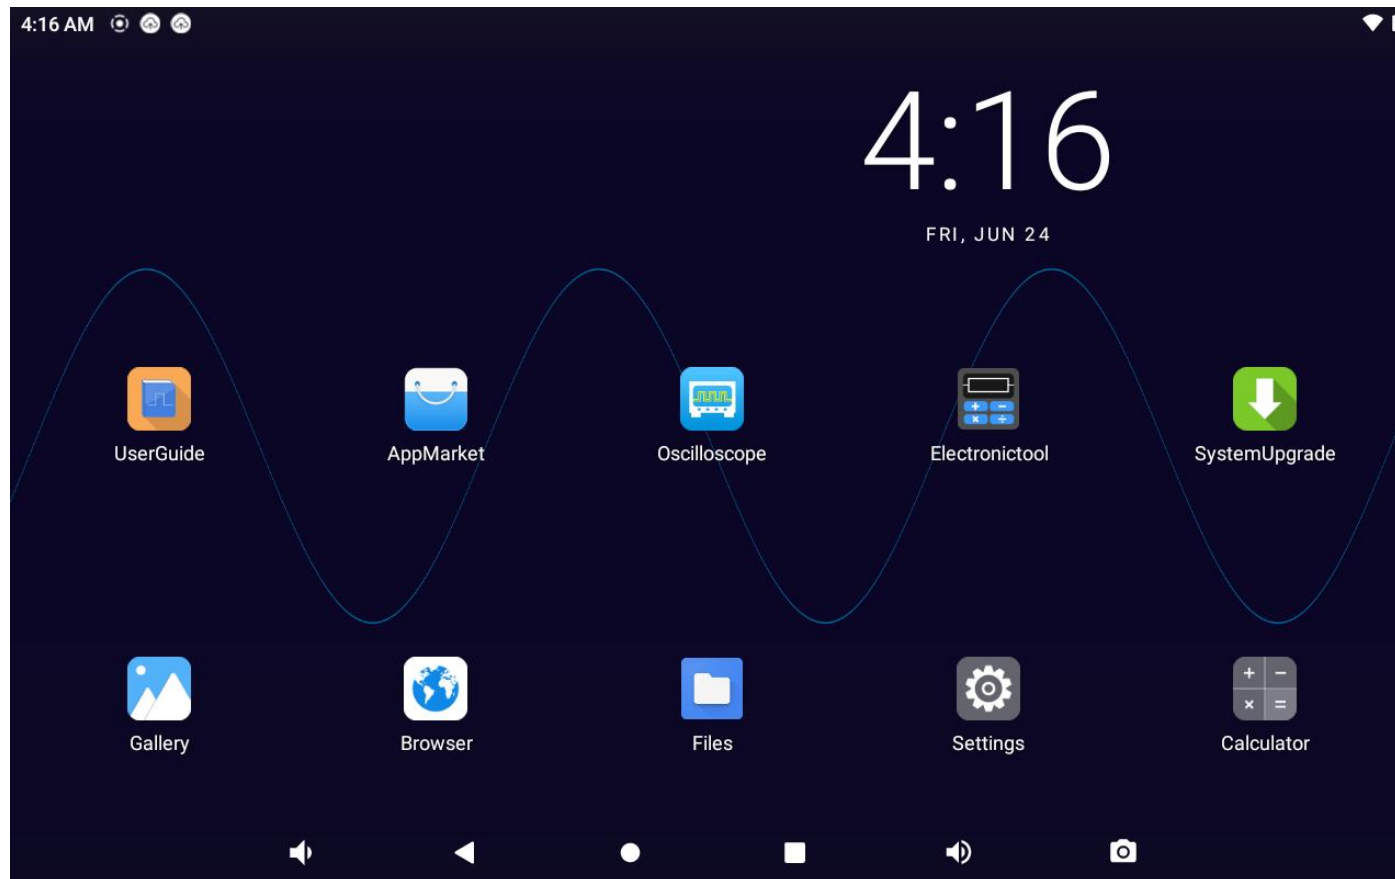 4:16 AM
4:16
FRI, JUN 24
UserGuide
AppMarket
Oscilloscope
Electronictool
SystemUpgrade
Gallery
Browser
Files
Settings
Calculator